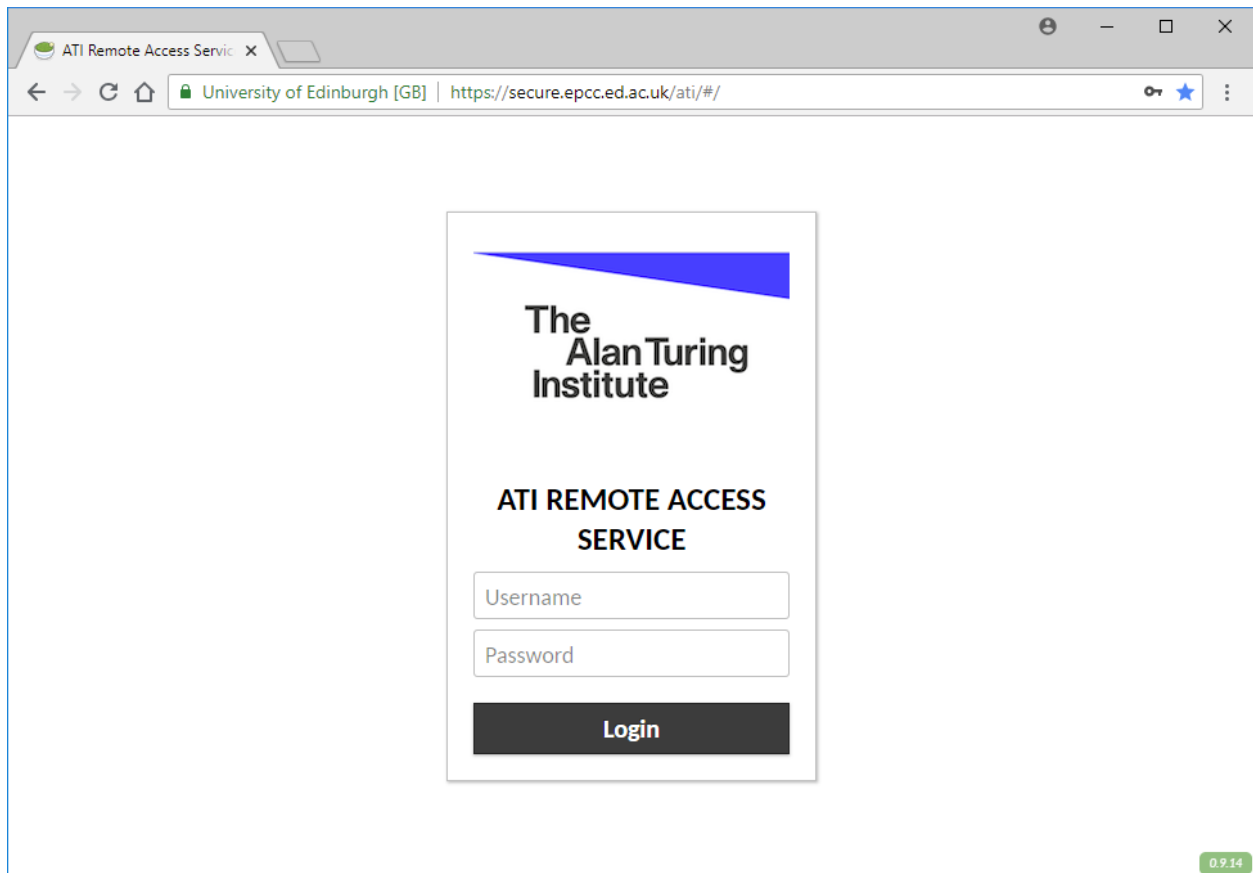 ATI Remote Access Servic
University of Edinburgh [GB] https://secure.epcc.ed.ac.uk/ati/#/
The
Alan Turing
Institute
ATI REMOTE ACCESS
SERVICE
Username
Password
Login
0.9.14